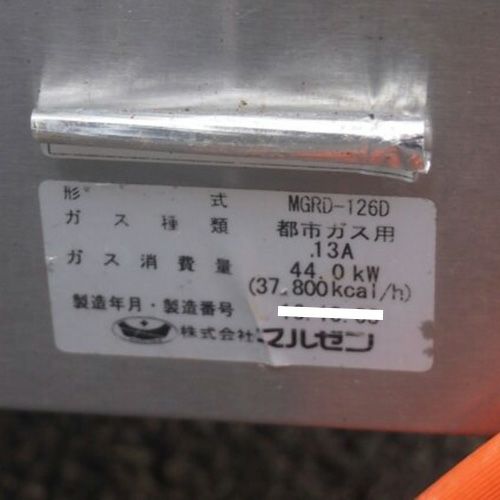 形 式 MGRD-126D
ガス種類 都市ガス用
13A
ガス消費量 44.0kW
(37,800kcal/h)
製造年月・製造番号
株式会社マルゼン